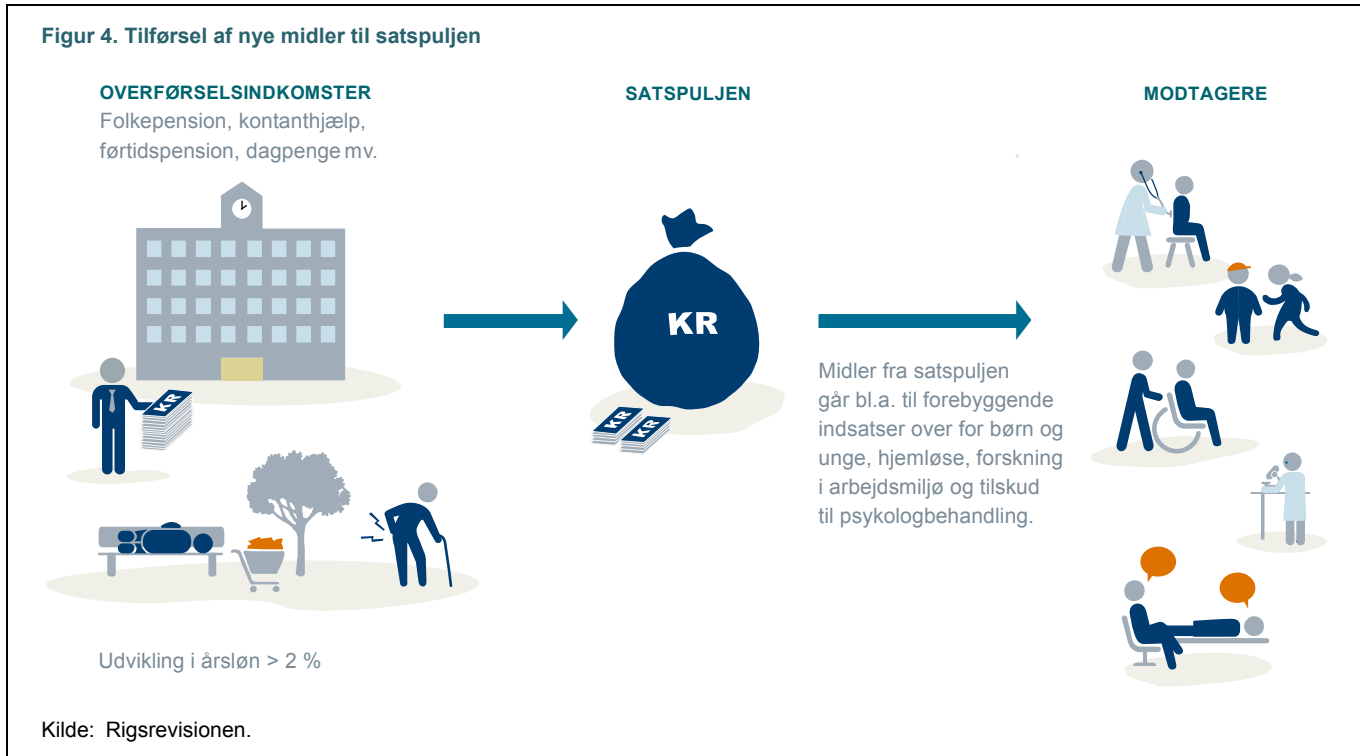 Figur 4. Tilførsel af nye midler til satspuljen
OVERFØRSELSINDKOMSTER
Folkepension, kontanthjælp,
førtidspension, dagpenge mv.
KR
Udvikling i årsløn > 2 %
SATSPULJEN
KR
KR
KR
Midler fra satspuljen
går bl.a. til forebyggende
indsatser over for børn og
unge, hjemløse, forskning
i arbejdsmiljø og tilskud
til psykologbehandling.
MODTAGERE
Kilde: Rigsrevisionen.